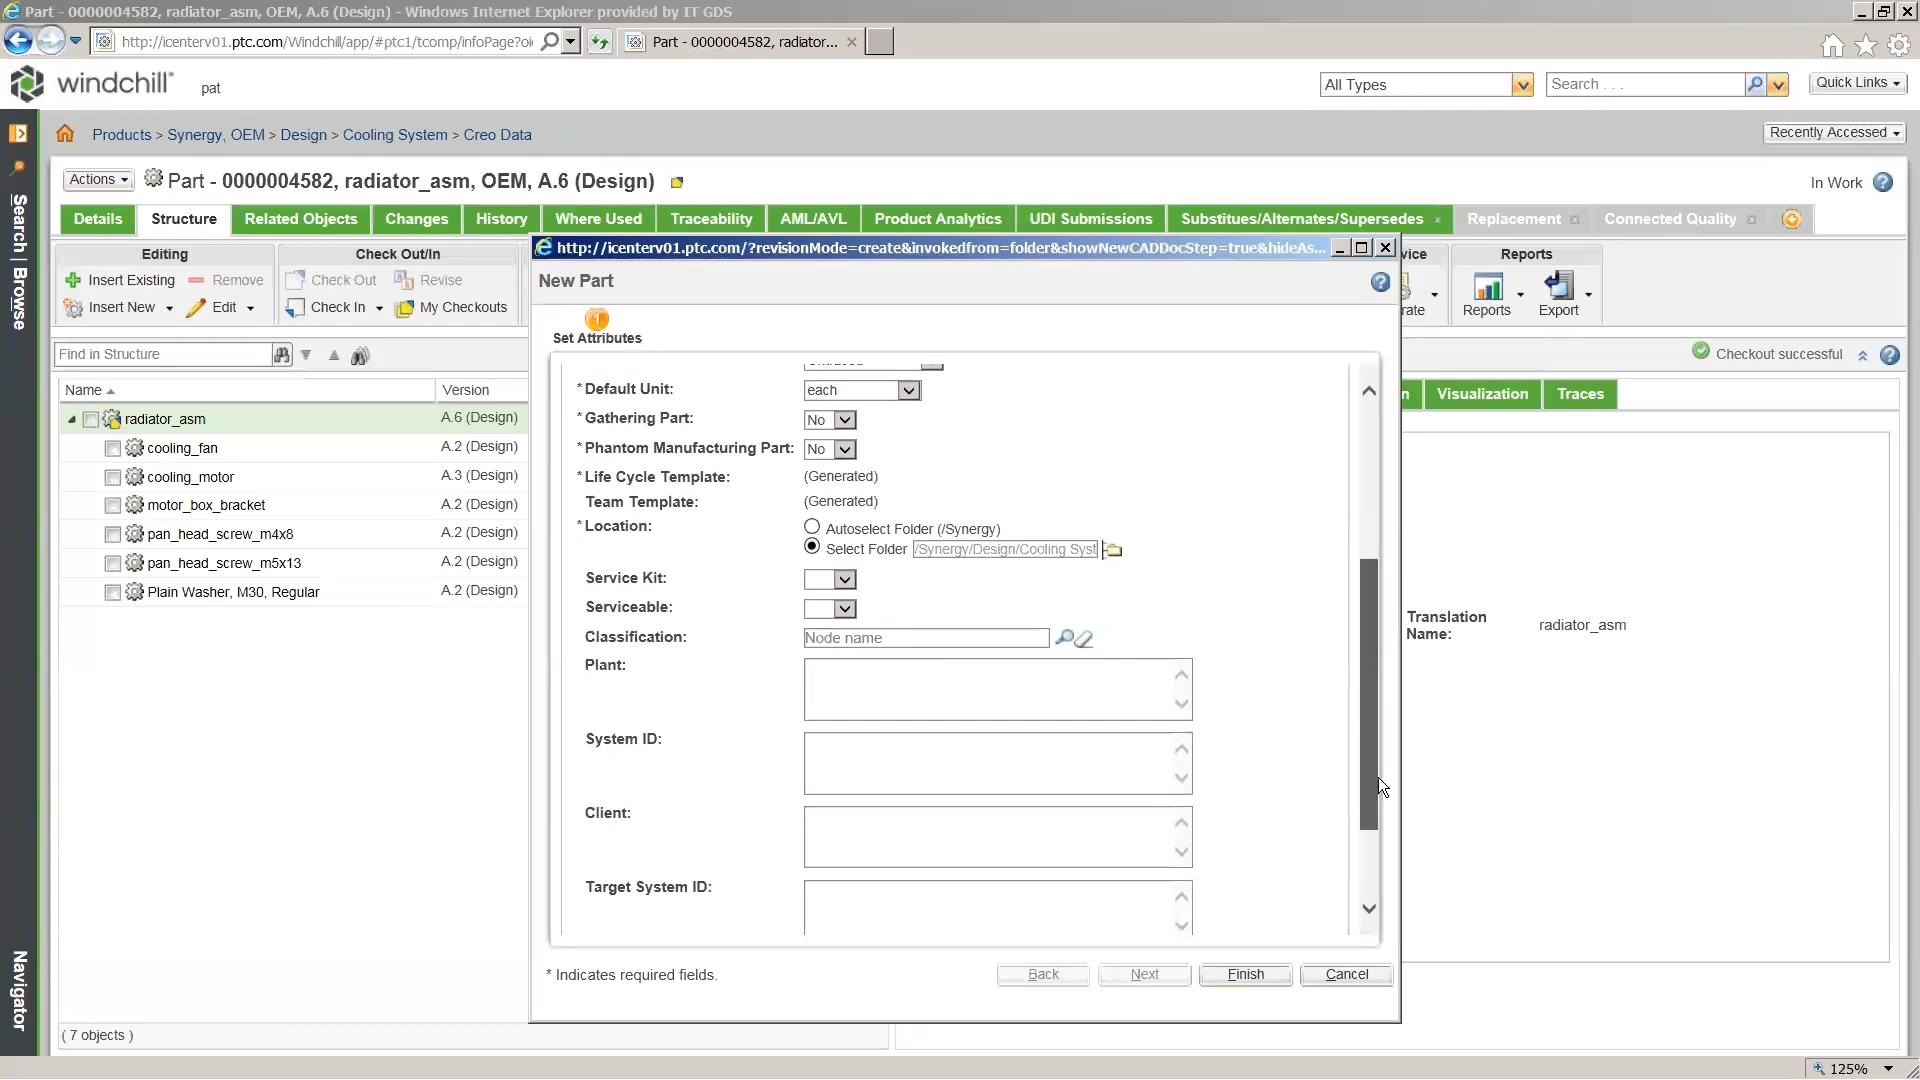 Part - 0000004582, radiator_asm, OEM, A.6 (Design) - Windows Internet Explorer provided by IT GDS
http://icenterv01.ptc.com/Windchill/app/#ptc1/tcomp/infoPage?oi
Part - 0000004582, radiator...
windchill
pat
All Types
Search . . .
Quick Links
Products > Synergy, OEM > Design > Cooling System > Creo Data
Recently Accessed
Actions
Part - 0000004582, radiator_asm, OEM, A.6 (Design)
In Work
Search | Browse
Navigator
Details
Structure
Related Objects
Changes
History
Where Used
Traceability
AML/AVL
Product Analytics
UDI Submissions
Substitues/Alternates/Supersedes
Replacement
Connected Quality
Editing
Insert Existing
Remove
Insert New
Edit
Check Out/In
Check Out
Revise
Check In
My Checkouts
vice
rate
Reports
Reports
Export
Find in Structure
Checkout successful
Name
Version
radiator_asm A.6 (Design)
cooling_fan A.2 (Design)
cooling_motor A.3 (Design)
motor_box_bracket A.2 (Design)
pan_head_screw_m4x8 A.2 (Design)
pan_head_screw_m5x13 A.2 (Design)
Plain Washer, M30, Regular A.2 (Design)
( 7 objects )
n
Visualization
Traces
Translation
Name:
radiator_asm
http://icenterv01.ptc.com/?revisionMode=create&invokedfrom=folder&showNewCADDocStep=true&hideAs...
New Part
1
Set Attributes
*Default Unit: each
*Gathering Part: No
*Phantom Manufacturing Part: No
*Life Cycle Template: (Generated)
Team Template: (Generated)
*Location: Autoselect Folder (/Synergy)
Select Folder /Synergy/Design/Cooling Syst
Service Kit:
Serviceable:
Classification: Node name
Plant:
System ID:
Client:
Target System ID:
* Indicates required fields.
Back
Next
Finish
Cancel
125%